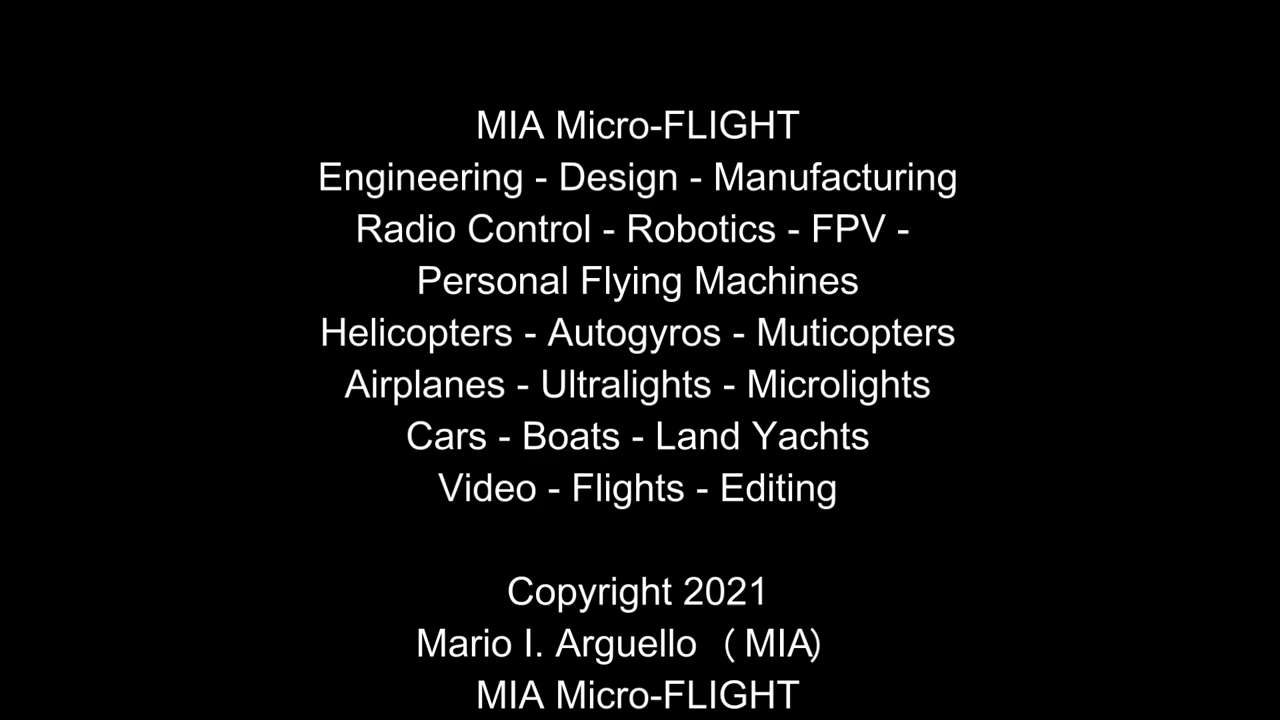 MIA Micro-FLIGHT
Engineering - Design - Manufacturing
Radio Control - Robotics - FPV -
Personal Flying Machines
Helicopters - Autogyros - Muticopters
Airplanes - Ultralights - Microlights
Cars - Boats - Land Yachts
Video - Flights - Editing
Copyright 2021
Mario I. Arguello ( MIA)
MIA Micro-FLIGHT